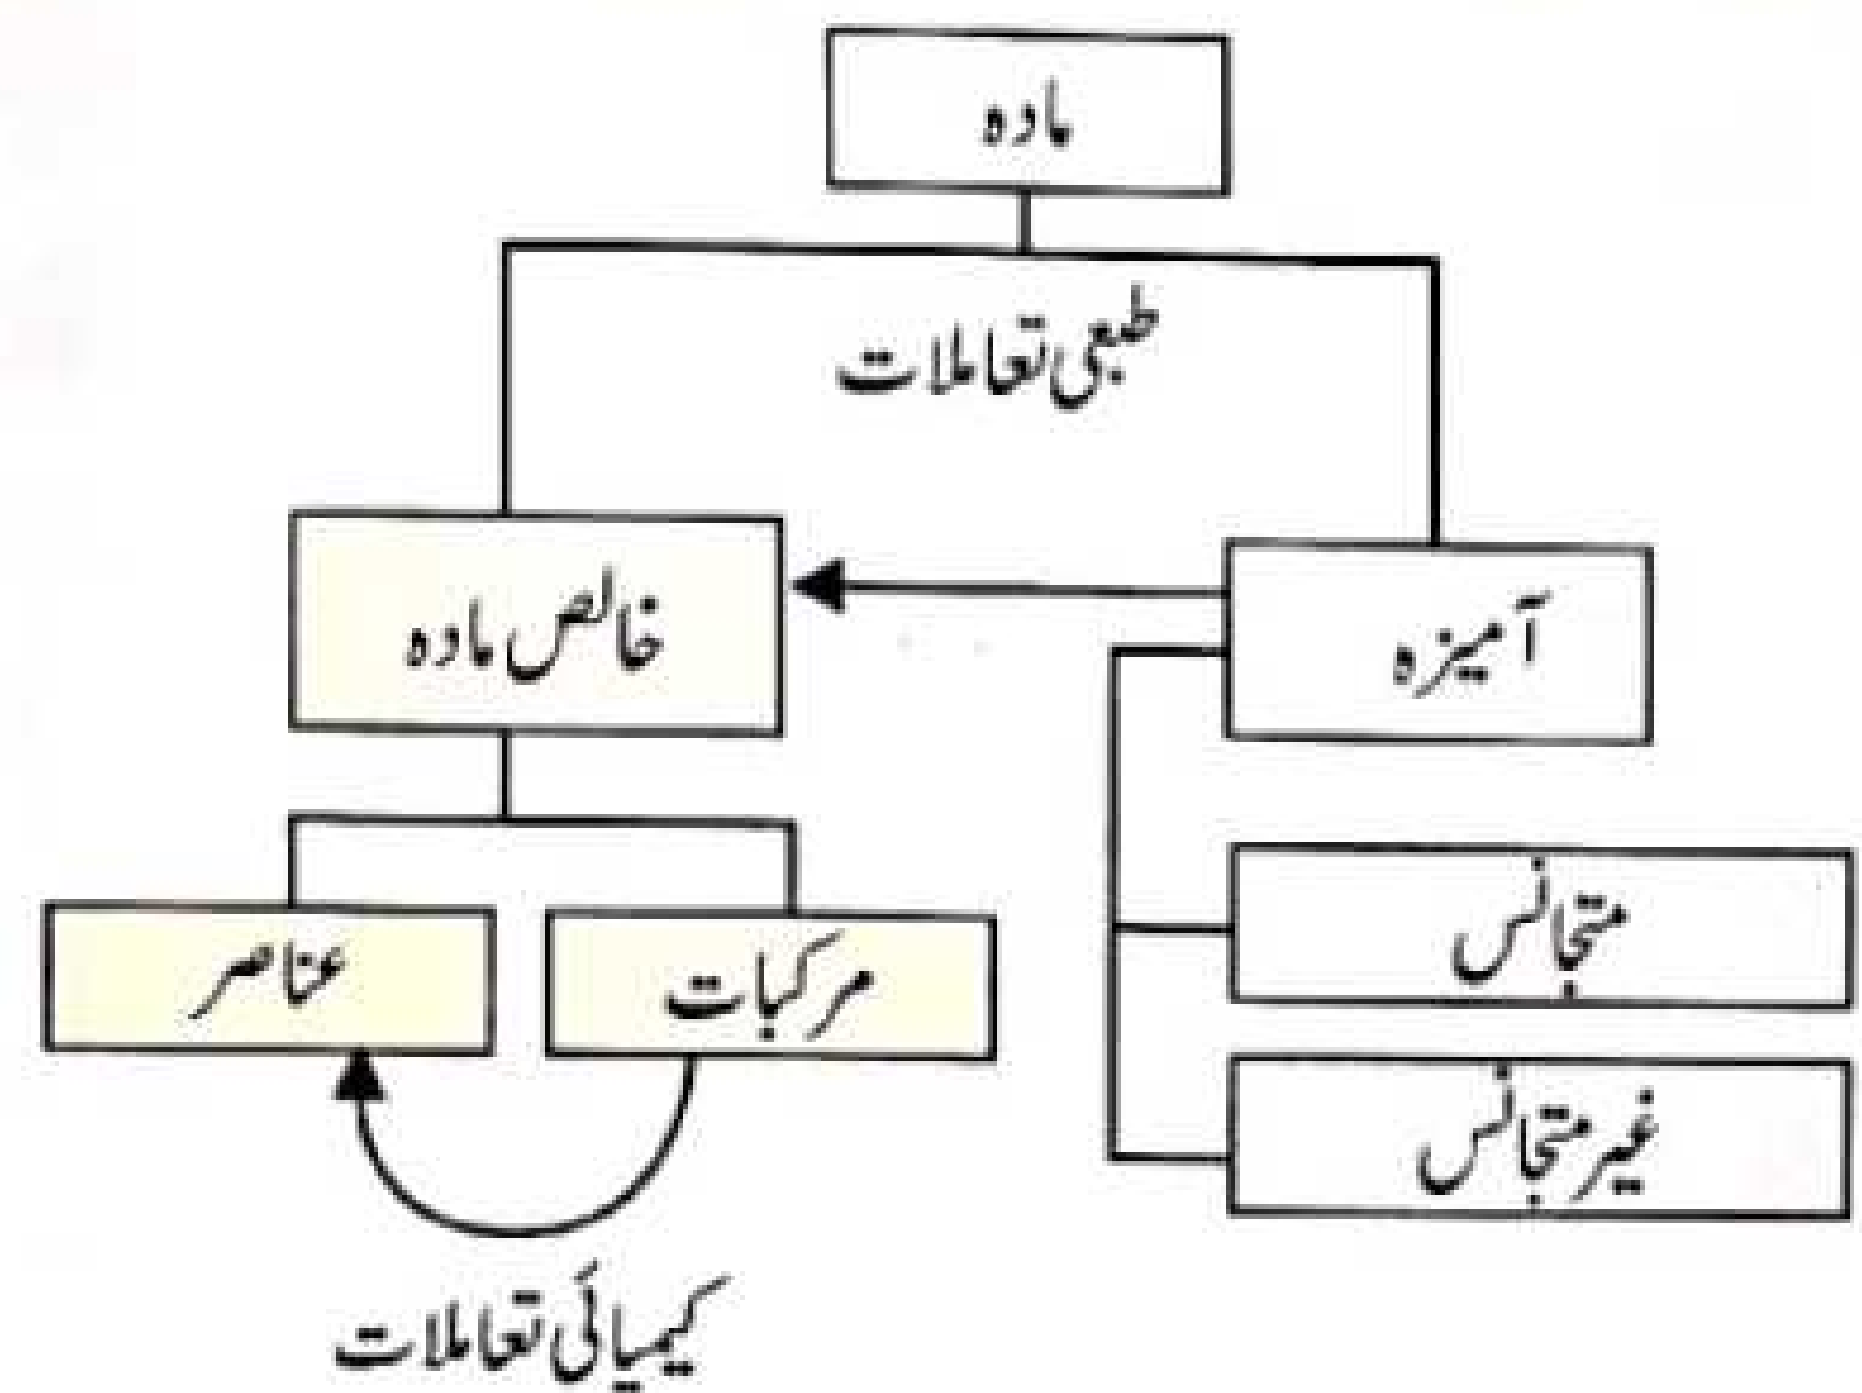 مادہ
طبعی تعاملات
آمیزہ
خالص مادہ
متجانس
مرکبات
عناصر
غیر متجانس
کیمیائی تعاملات